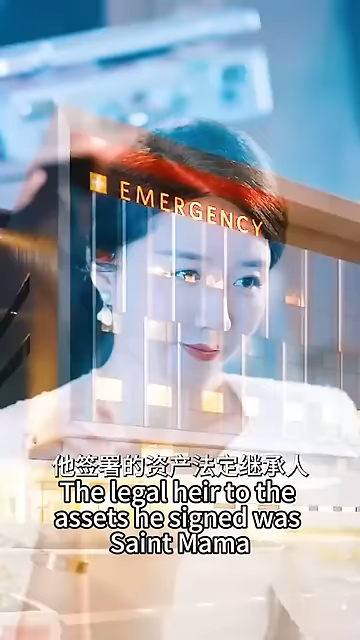 EMERGENCY
他签署的资产法定继承人
The legal heir to the
assets he signed was
Saint Mama